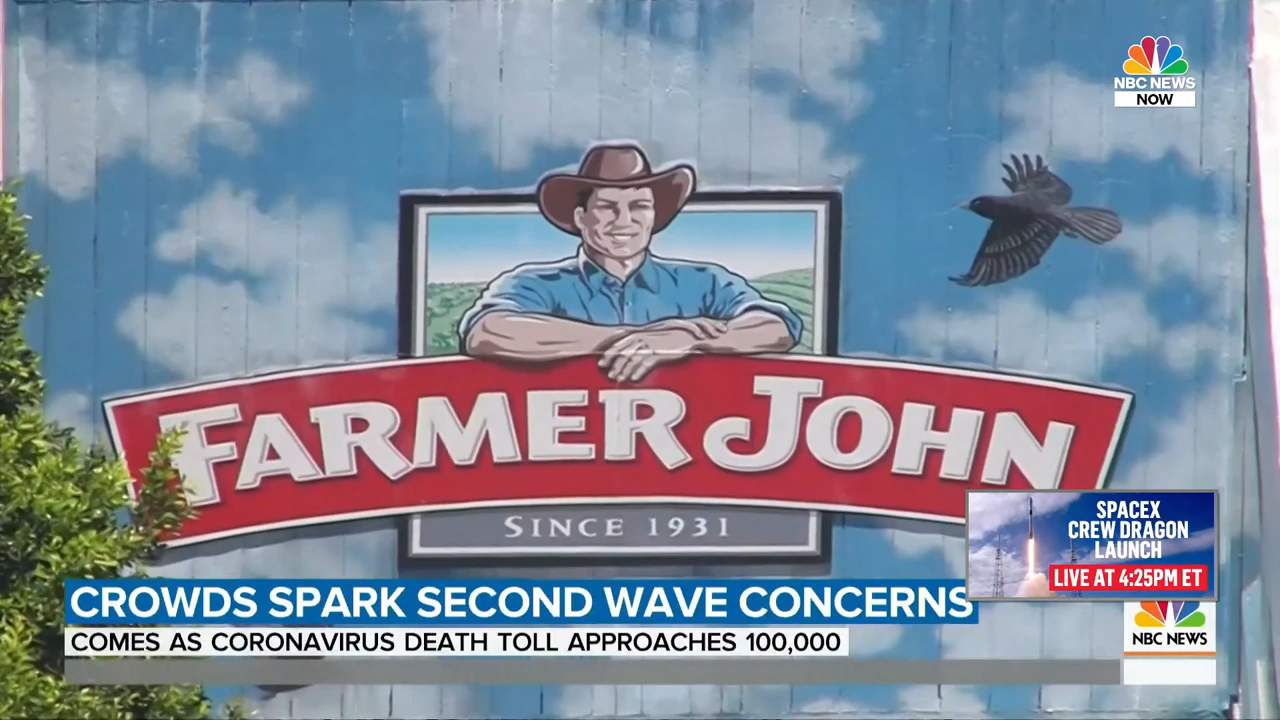 NBC NEWS
NOW
FARMER JOHN
SINCE 1931
SPACEX
CREW DRAGON
LAUNCH
LIVE AT 4:25PM ET
CROWDS SPARK SECOND WAVE CONCERNS
COMES AS CORONAVIRUS DEATH TOLL APPROACHES 100,000
NBC NEWS